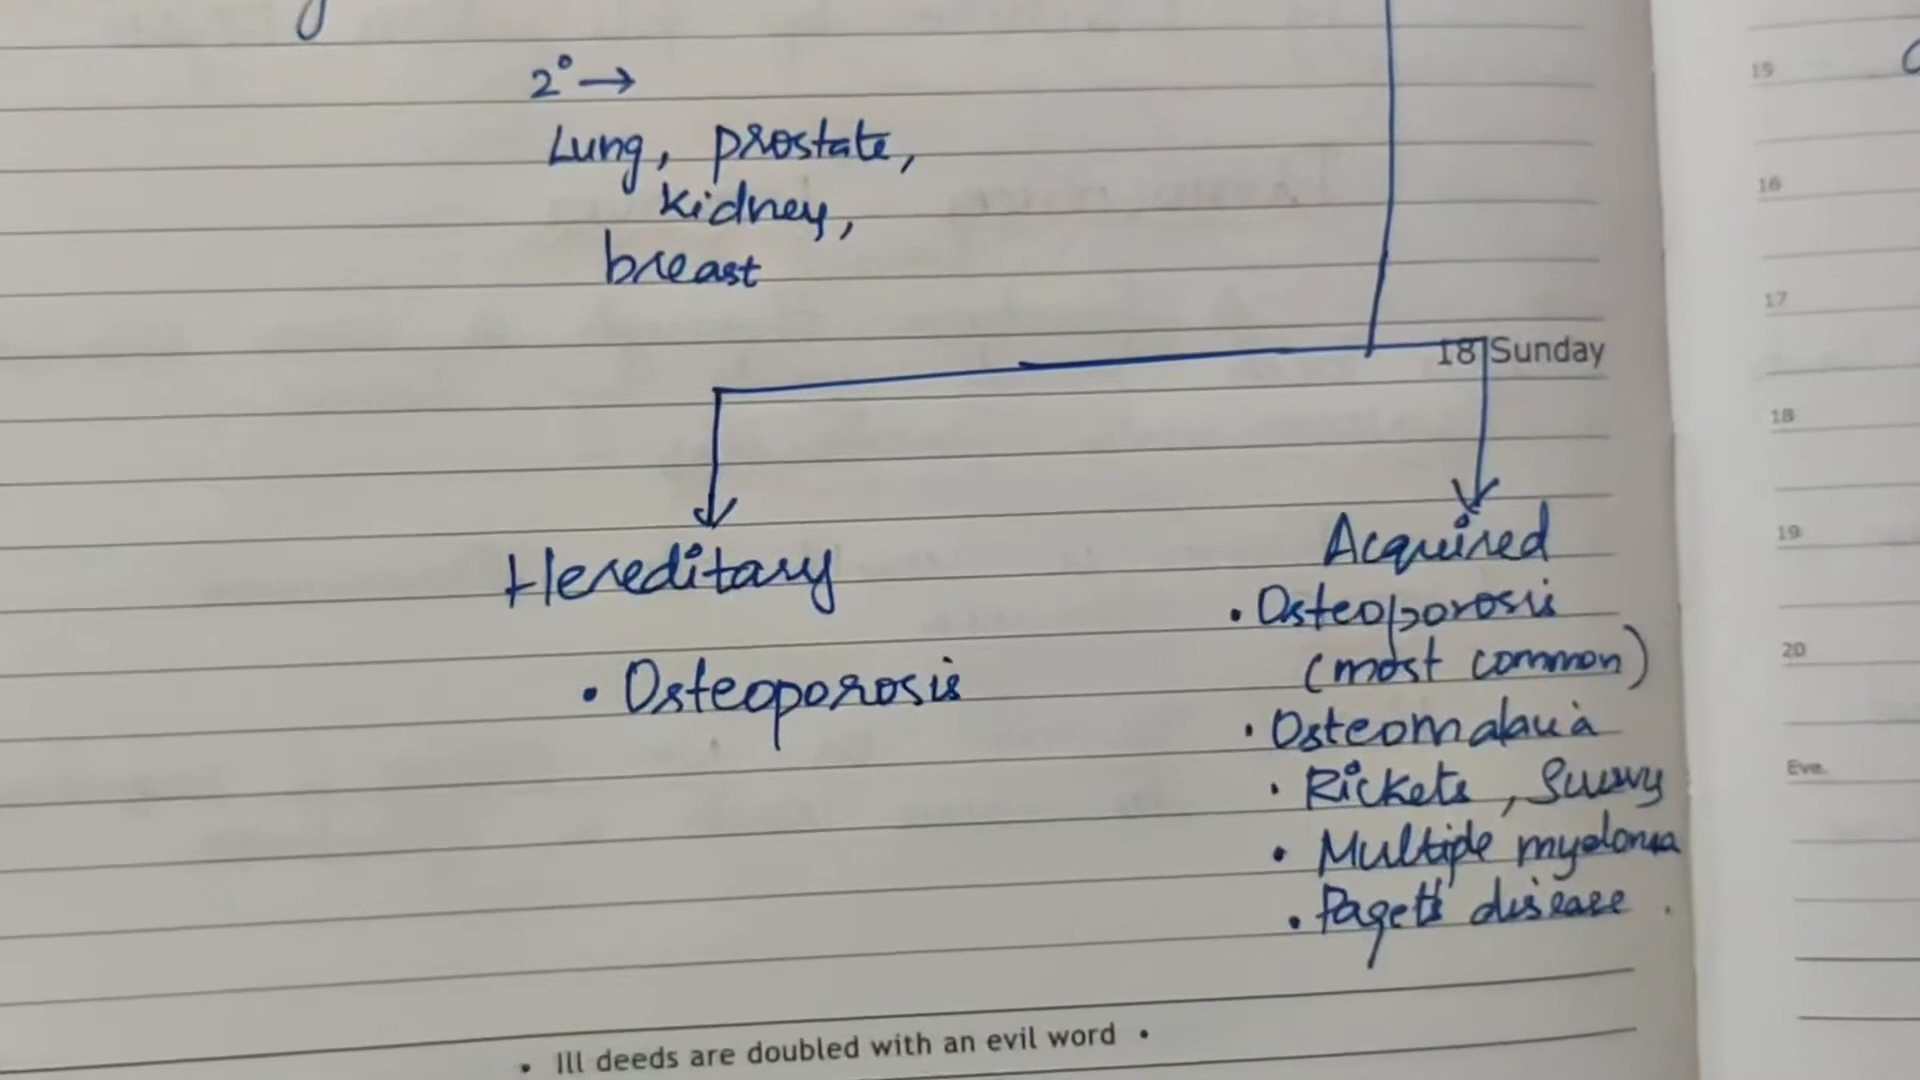 2° →
Lung, prostate,
kidney,
breast
18 Sunday
Hereditary
• Osteoporosis
Acquired
• Osteoporosis
(most common)
• Osteomalacia
• Rickets, Scurvy
• Multiple myeloma
• Paget's disease.
• Ill deeds are doubled with an evil word •
15
16
17
18
19
20
Eve.